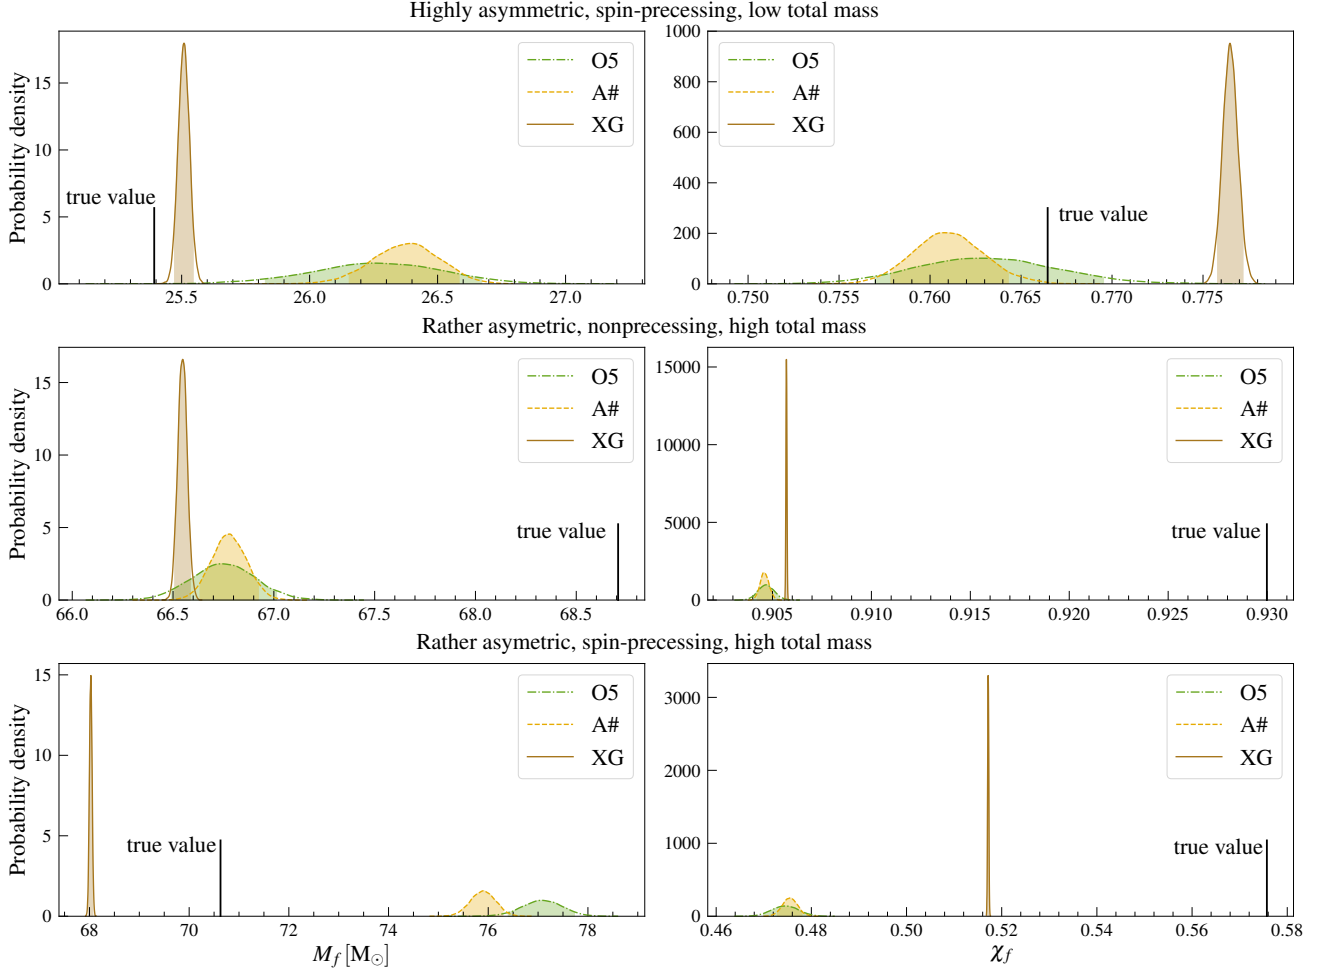 Highly asymmetric, spin-precessing, low total mass
Probability density
15
10
5
0
true value
O5
A#
XG
25.5 26.0 26.5 27.0
1000
800
600
400
200
0
O5
A#
XG
true value
0.750 0.755 0.760 0.765 0.770 0.775
Rather asymetric, nonprecessing, high total mass
Probability density
15
10
5
0
O5
A#
XG
true value
66.0 66.5 67.0 67.5 68.0 68.5
15000
10000
5000
0
O5
A#
XG
true value
0.905 0.910 0.915 0.920 0.925 0.930
Rather asymetric, spin-precessing, high total mass
Probability density
15
10
5
0
true value
O5
A#
XG
68 70 72 74 76 78
M_f [M_⊙]
3000
2000
1000
0
O5
A#
XG
true value
0.46 0.48 0.50 0.52 0.54 0.56 0.58
χ_f